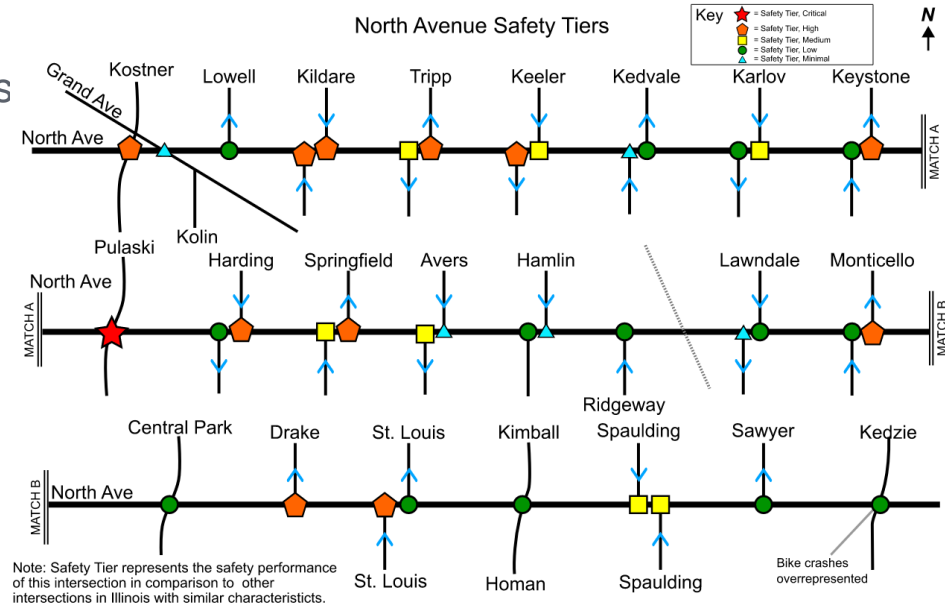 North Avenue Safety Tiers
Key
= Safety Tier, Critical
= Safety Tier, High
= Safety Tier, Medium
= Safety Tier, Low
= Safety Tier, Minimal
N
s
Grand Ave
Kostner
Lowell
Kildare
Tripp
Keeler
Kedvale
Karlov
Keystone
North Ave
MATCH A
Kolin
Pulaski
Harding
Springfield
Avers
Hamlin
Lawndale
Monticello
North Ave
MATCH A
MATCH B
Ridgeway
Central Park
Drake
St. Louis
Kimball
Spaulding
Sawyer
Kedzie
North Ave
MATCH B
Bike crashes
overrepresented
St. Louis
Homan
Spaulding
Note: Safety Tier represents the safety performance
of this intersection in comparison to other
intersections in Illinois with similar characteristicts.